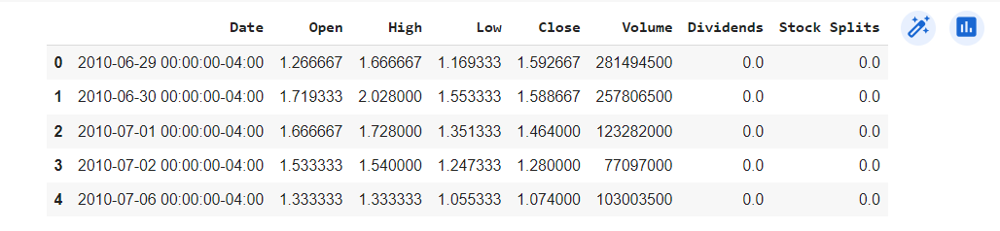 Date Open High Low Close Volume Dividends Stock Splits
0 2010-06-29 00:00:00-04:00 1.266667 1.666667 1.169333 1.592667 281494500 0.0 0.0
1 2010-06-30 00:00:00-04:00 1.719333 2.028000 1.553333 1.588667 257806500 0.0 0.0
2 2010-07-01 00:00:00-04:00 1.666667 1.728000 1.351333 1.464000 123282000 0.0 0.0
3 2010-07-02 00:00:00-04:00 1.533333 1.540000 1.247333 1.280000 77097000 0.0 0.0
4 2010-07-06 00:00:00-04:00 1.333333 1.333333 1.055333 1.074000 103003500 0.0 0.0